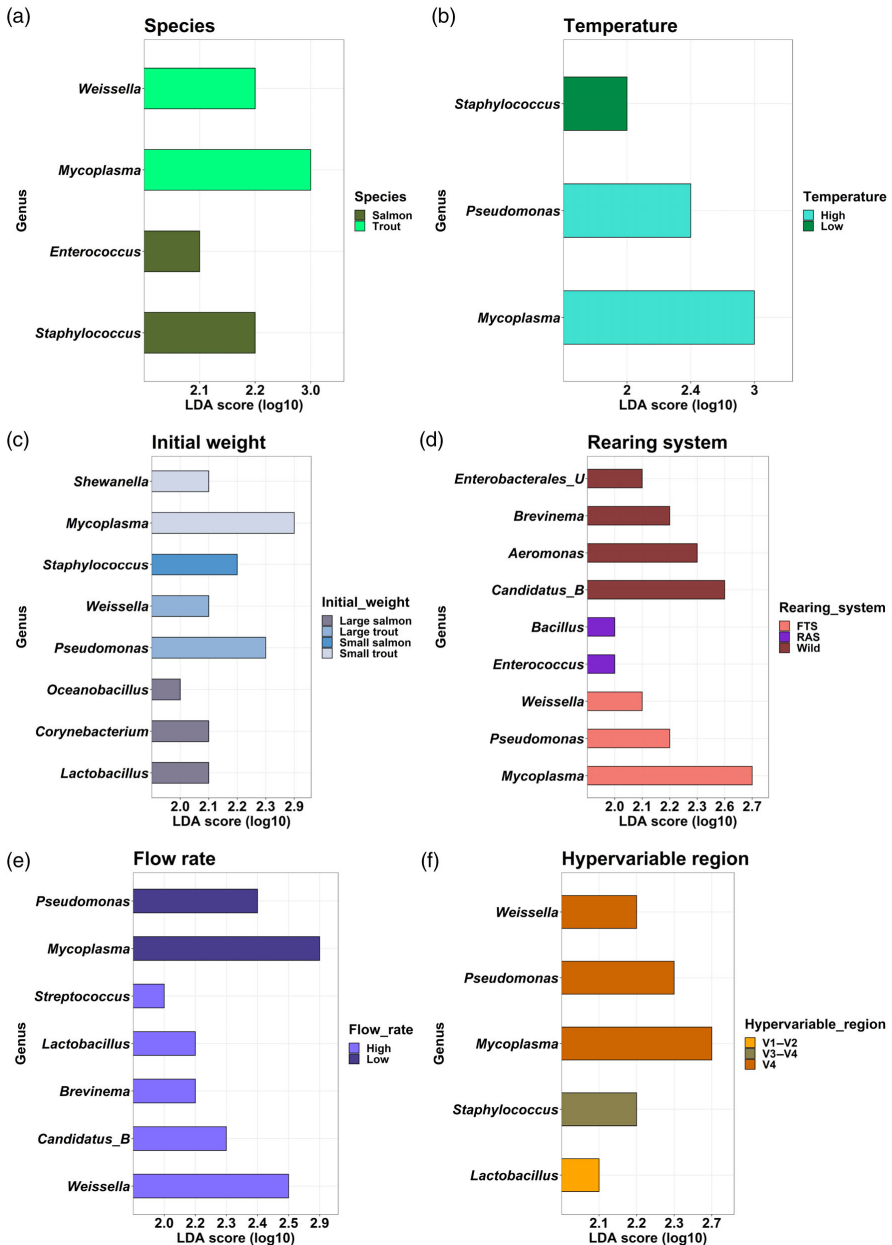 (a)
Species
Weissella
Mycoplasma
Enterococcus
Staphylococcus
Genus
2.1 2.2 3.0
LDA score (log10)
Species
Salmon
Trout
(b)
Temperature
Staphylococcus
Pseudomonas
Mycoplasma
Genus
2 2.4 3
LDA score (log10)
Temperature
High
Low
(c)
Initial weight
Shewanella
Mycoplasma
Staphylococcus
Weissella
Pseudomonas
Oceanobacillus
Corynebacterium
Lactobacillus
Genus
2.0 2.1 2.2 2.3 2.9
LDA score (log10)
Initial_weight
Large salmon
Large trout
Small salmon
Small trout
(d)
Rearing system
Enterobacterales_U
Brevinema
Aeromonas
Candidatus_B
Bacillus
Enterococcus
Weissella
Pseudomonas
Mycoplasma
Genus
2.0 2.1 2.2 2.3 2.6 2.7
LDA score (log10)
Rearing_system
FTS
RAS
Wild
(e)
Flow rate
Pseudomonas
Mycoplasma
Streptococcus
Lactobacillus
Brevinema
Candidatus_B
Weissella
Genus
2.0 2.2 2.3 2.4 2.5 2.9
LDA score (log10)
Flow_rate
High
Low
(f)
Hypervariable region
Weissella
Pseudomonas
Mycoplasma
Staphylococcus
Lactobacillus
Genus
2.1 2.2 2.3 2.7
LDA score (log10)
Hypervariable_region
V1–V2
V3–V4
V4